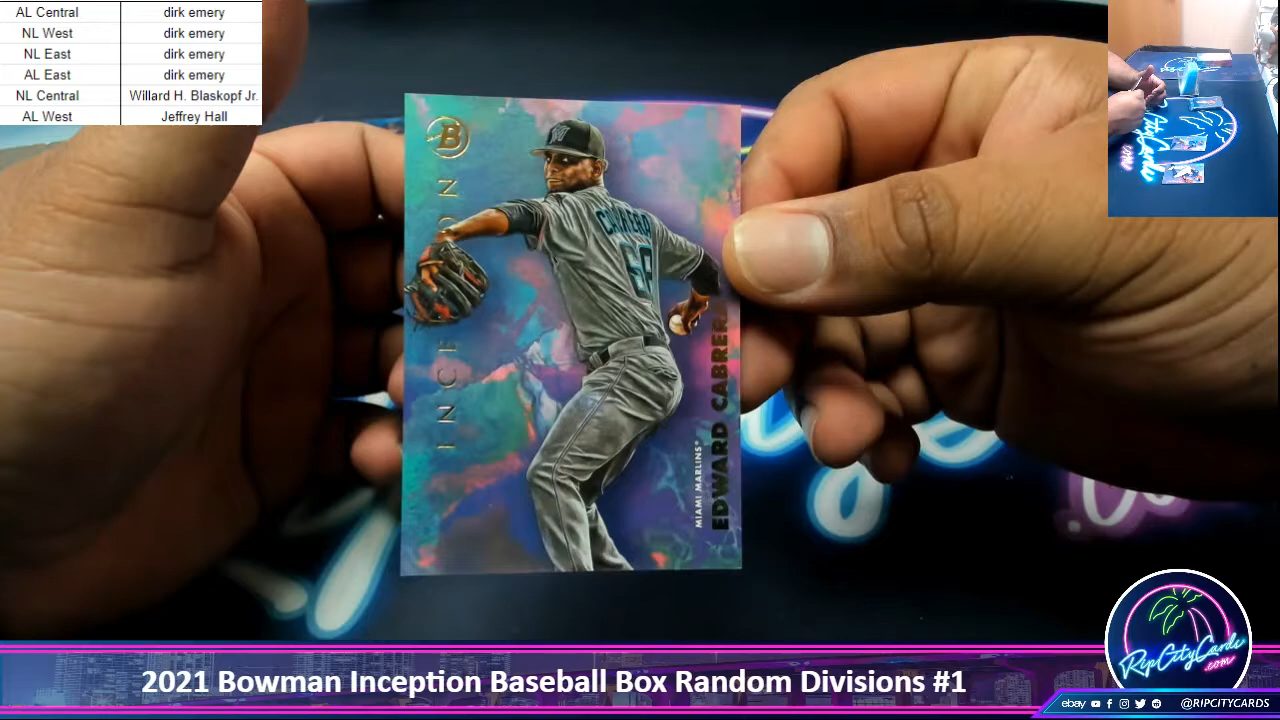 AL Central dirk emery
NL West dirk emery
NL East dirk emery
AL East dirk emery
NL Central Willard H. Blaskopf Jr.
AL West Jeffrey Hall
B
INCEPTION
CABRERA
MIAMI MARLINS®
EDWARD CABRERA
RipCityCards
.com
2021 Bowman Inception Baseball Box Random Divisions #1
ebay @RIPCITYCARDS